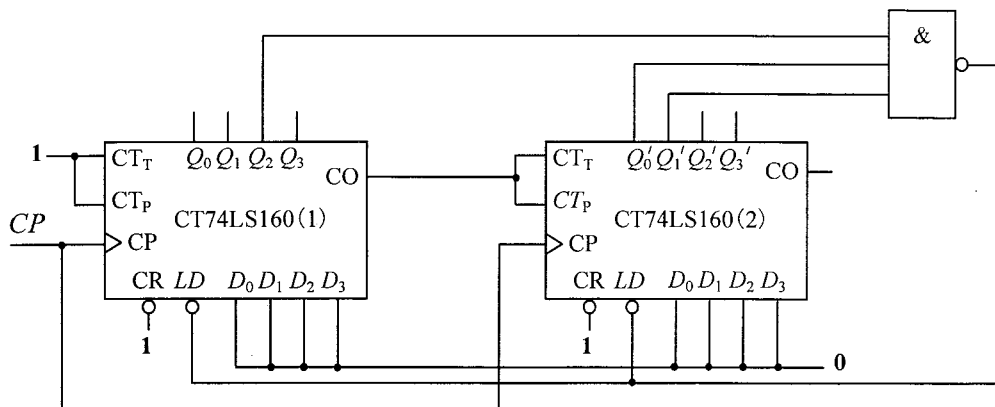 &
1 CT_T Q_0 Q_1 Q_2 Q_3 CO
CT_T Q_0' Q_1' Q_2' Q_3' CO
CT_P CT74LS160(1)
CT_P CT74LS160(2)
CP CP
CP
CR LD D_0 D_1 D_2 D_3
CR LD D_0 D_1 D_2 D_3
1
1
0